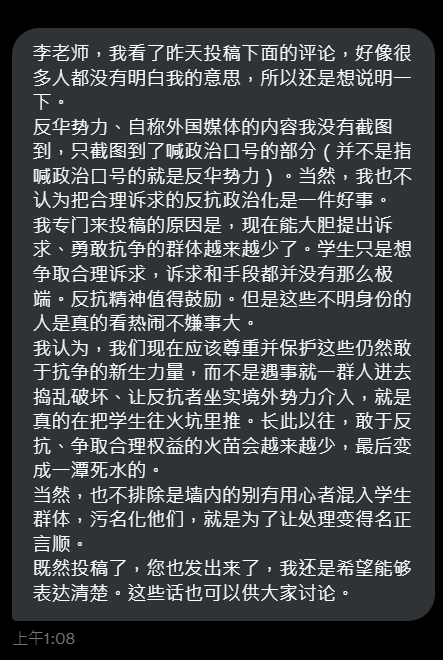 李老师，我看了昨天投稿下面的评论，好像很
多人都没有明白我的意思，所以还是想说明一
下。
反华势力、自称外国媒体的内容我没有截图
到，只截图到了喊政治口号的部分（并不是指
喊政治口号的就是反华势力）。当然，我也不
认为把合理诉求的反抗政治化是一件好事。
我专门来投稿的原因是，现在能大胆提出诉
求、勇敢抗争的群体越来越少了。学生只是想
争取合理诉求，诉求和手段都并没有那么极
端。反抗精神值得鼓励。但是这些不明身份的
人是真的看热闹不嫌事大。
我认为，我们现在应该尊重并保护这些仍然敢
于抗争的新生力量，而不是遇事就一群人进去
捣乱破坏、让反抗者坐实境外势力介入，就是
真的在把学生往火坑里推。长此以往，敢于反
抗、争取合理权益的火苗会越来越少，最后变
成一潭死水的。
当然，也不排除是墙内的别有用心者混入学生
群体，污名化他们，就是为了让处理变得名正
言顺。
既然投稿了，您也发出来了，我还是希望能够
表达清楚。这些话也可以供大家讨论。
上午1:08